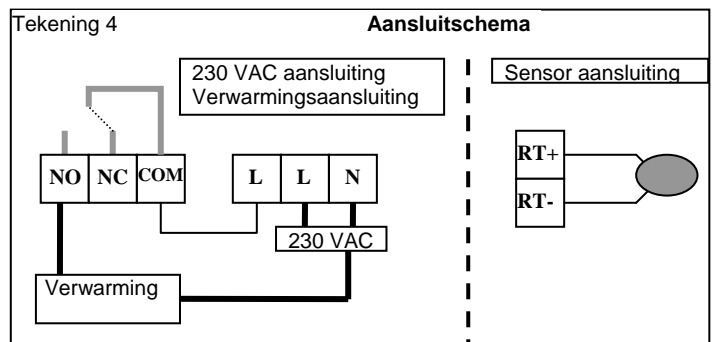 Tekening 4
Aansluitschema
230 VAC aansluiting
Verwarmingsaansluiting
Sensor aansluiting
NO NC COM
L L N
RT+
RT-
230 VAC
Verwarming